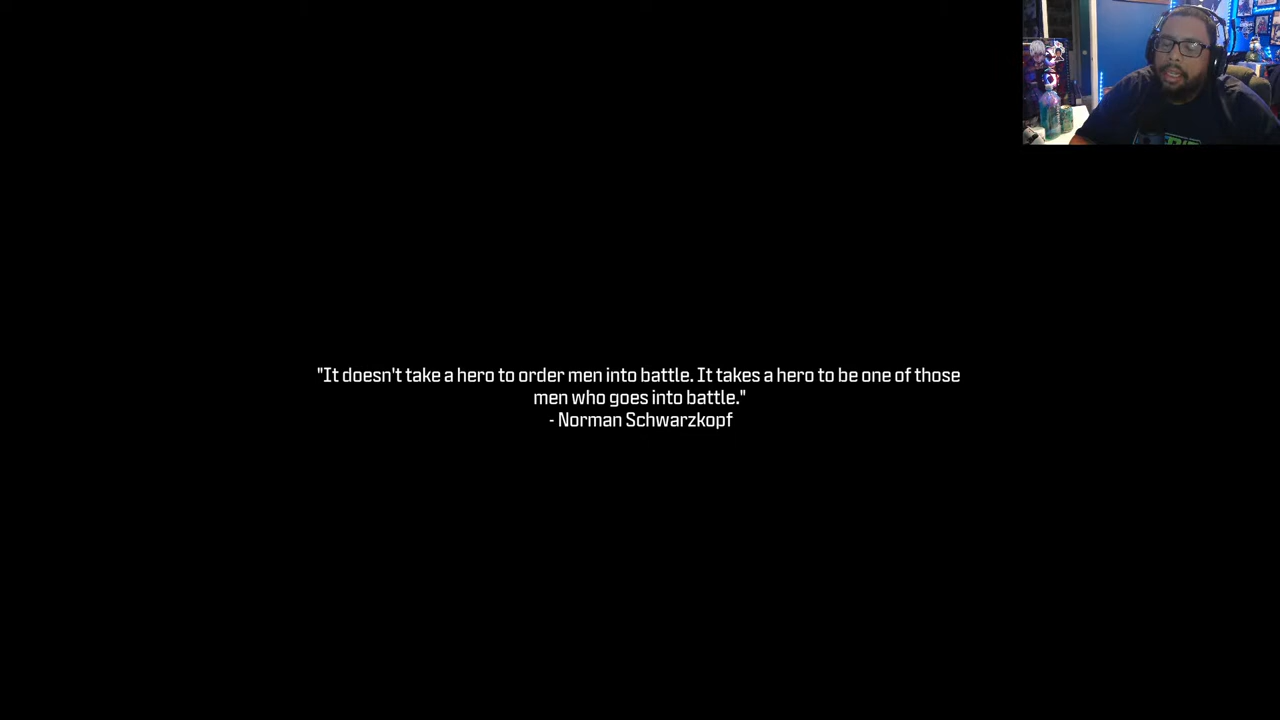 "It doesn't take a hero to order men into battle. It takes a hero to be one of those
men who goes into battle."
- Norman Schwarzkopf